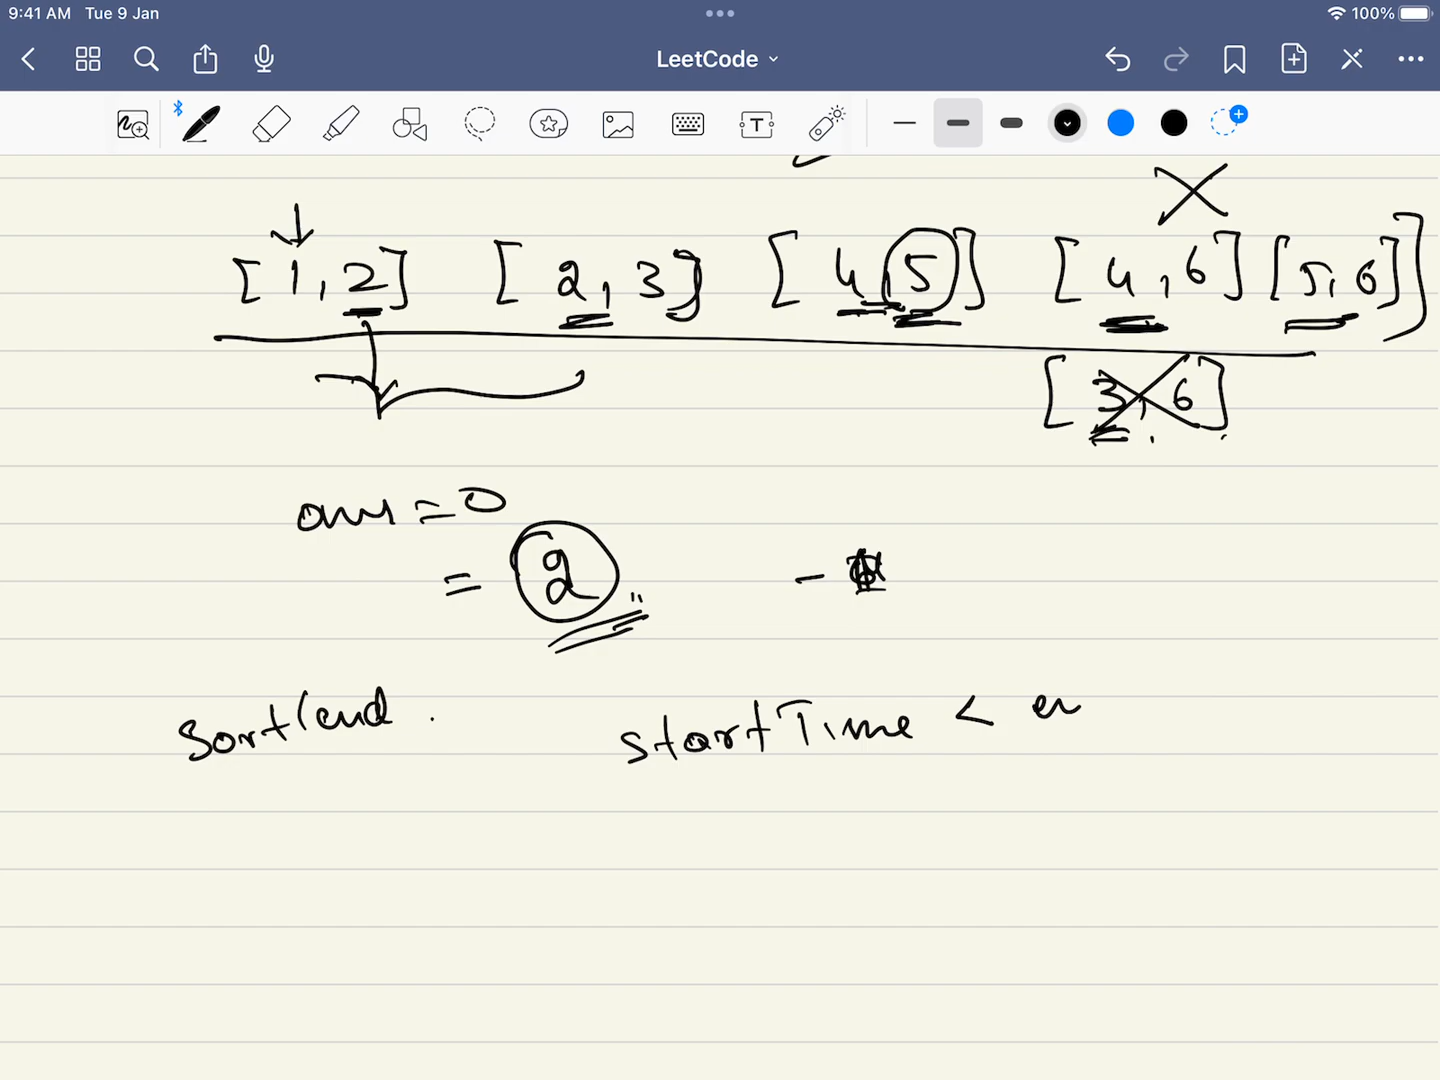 9:41 AM Tue 9 Jan 100%
LeetCode
T
[1,2] [2,3] [4,5] [4,6] [5,6]]
[3,6]
ans = 0
= 2
Sort(end . startTime < en